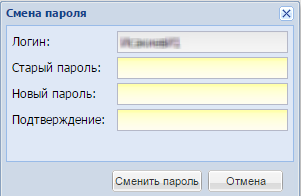 Смена пароля
Логин:
Старый пароль:
Новый пароль:
Подтверждение:
Сменить пароль Отмена